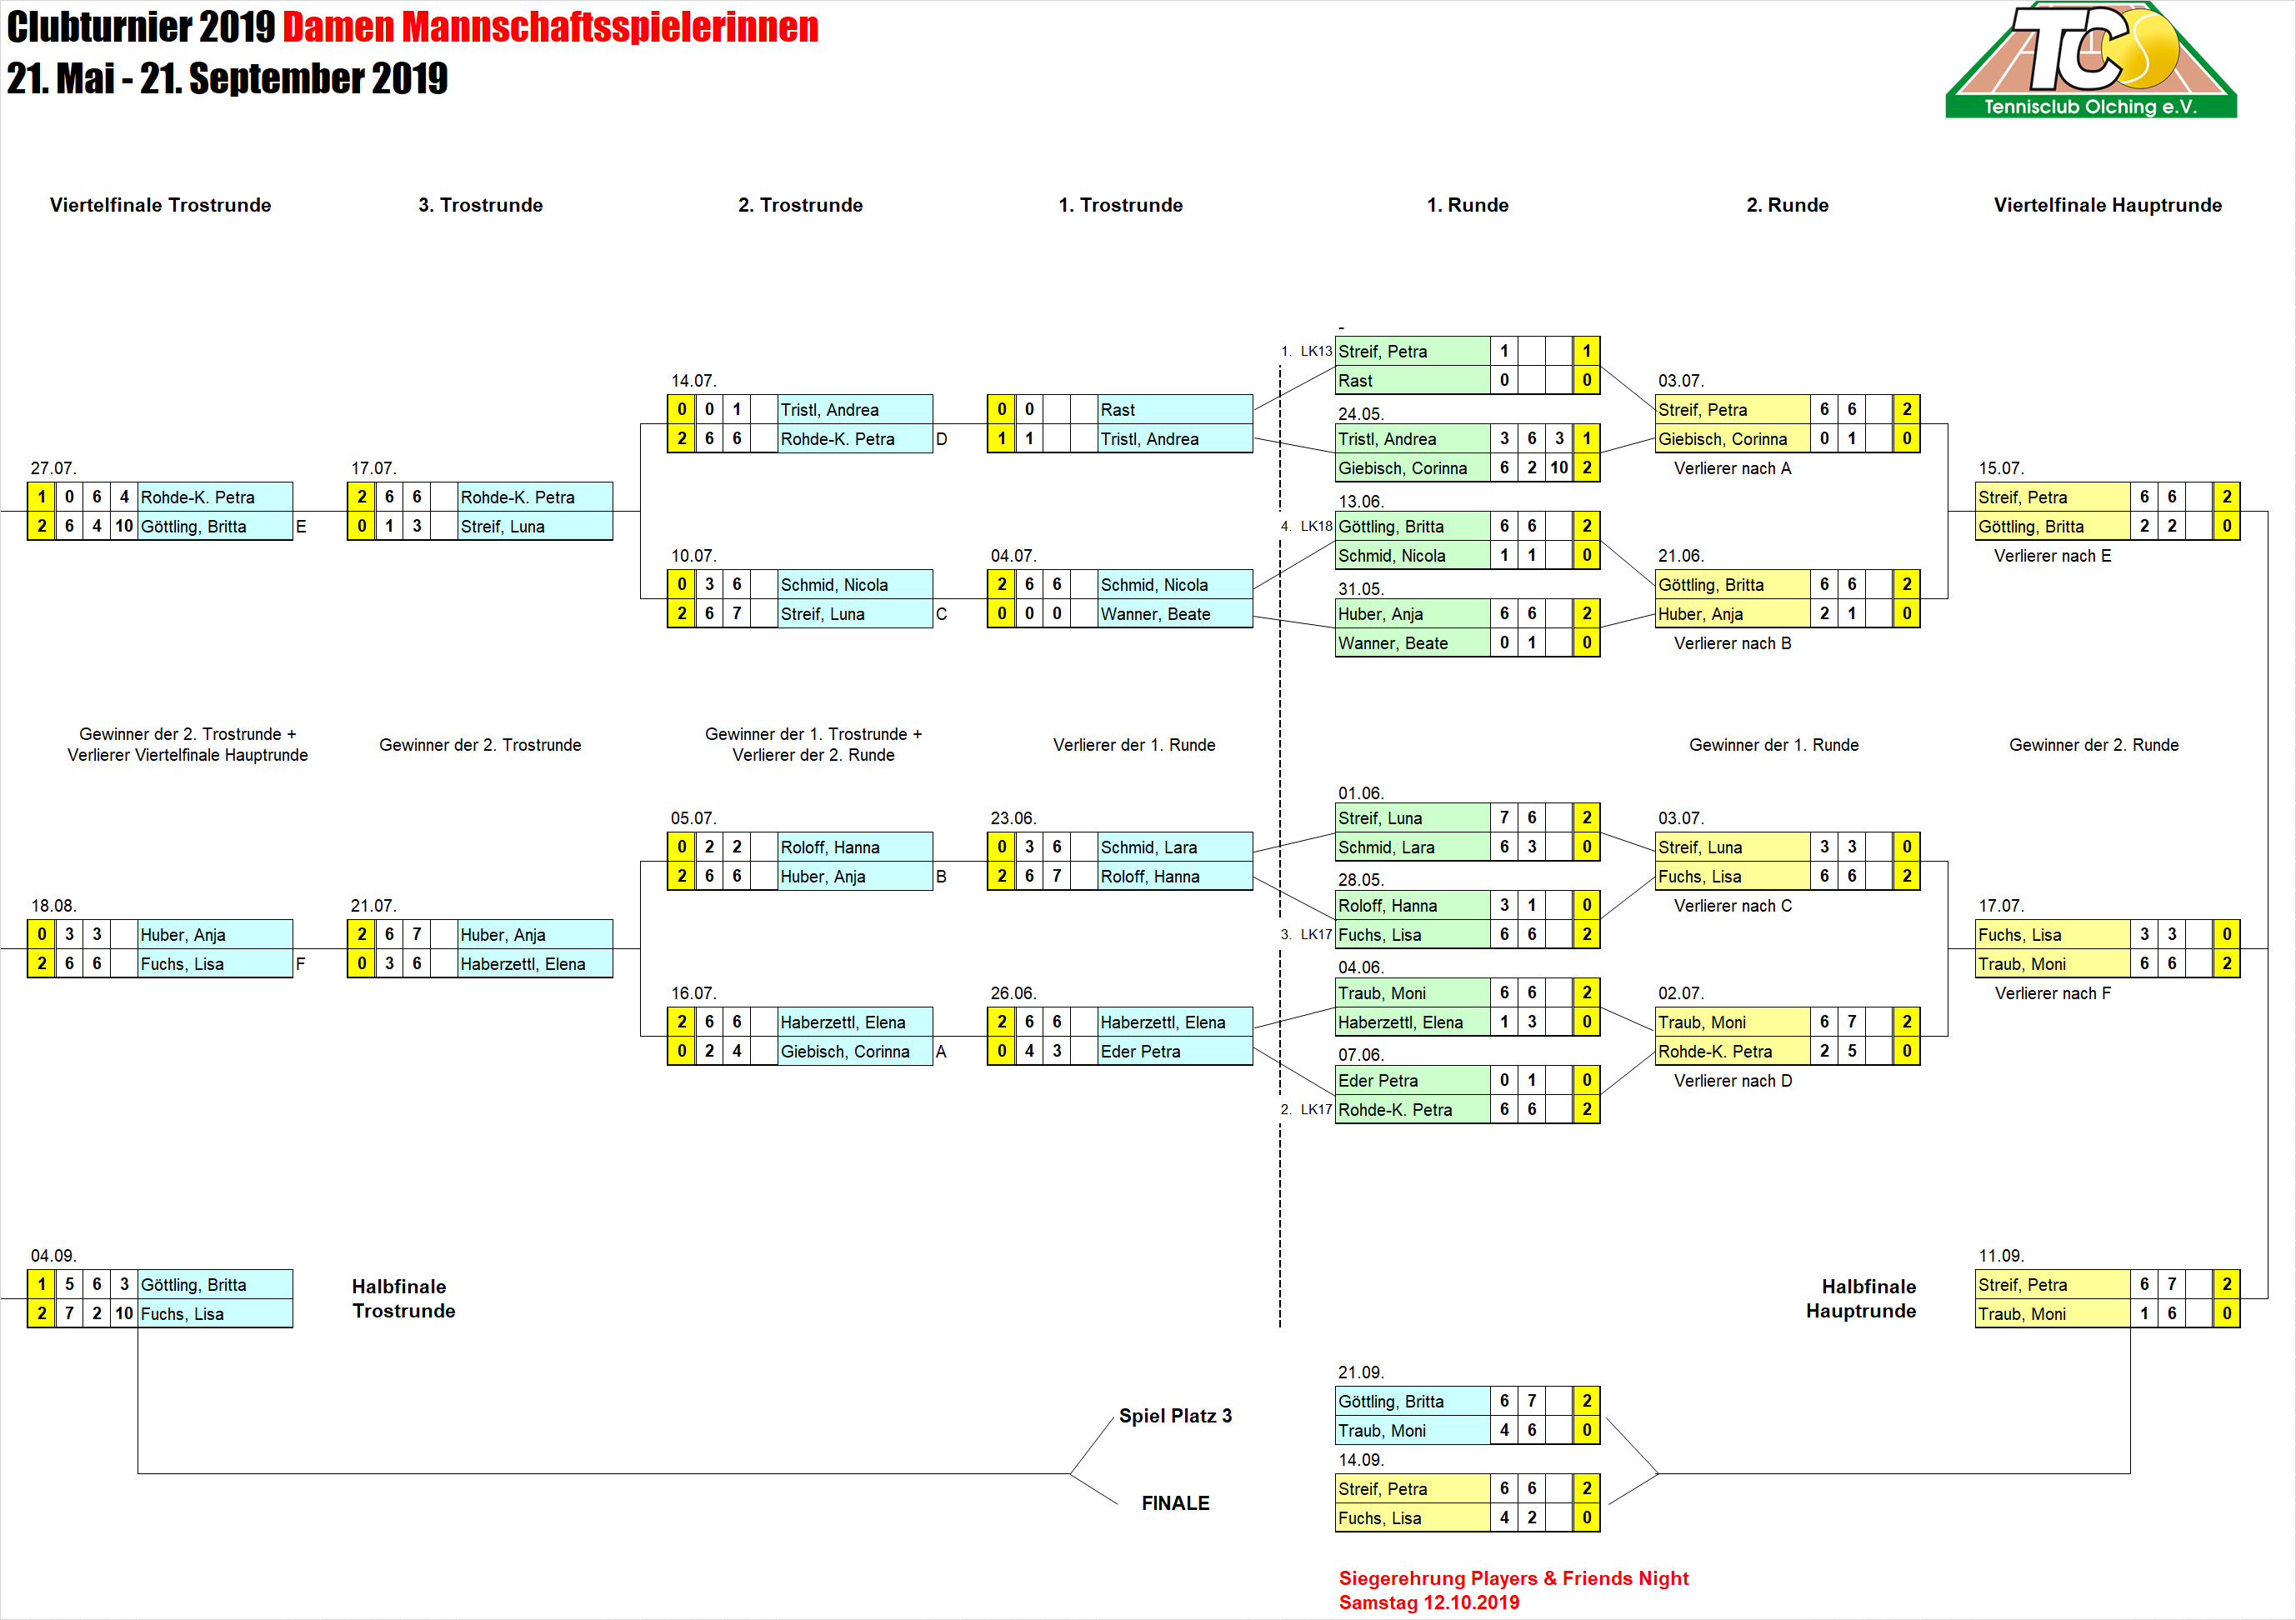 Clubturnier 2019 Damen Mannschaftsspielerinnen
21. Mai - 21. September 2019
TC
Tennisclub Olching e.V.
Viertelfinale Trostrunde 3. Trostrunde 2. Trostrunde 1. Trostrunde 1. Runde 2. Runde Viertelfinale Hauptrunde
27.07.
1 0 6 4 Rohde-K. Petra
2 6 4 10 Göttling, Britta E
17.07.
2 6 6 Rohde-K. Petra
0 1 3 Streif, Luna
14.07.
0 0 1 Tristl, Andrea
2 6 6 Rohde-K. Petra D
10.07.
0 3 6 Schmid, Nicola
2 6 7 Streif, Luna C
0 0 Rast
1 1 Tristl, Andrea
04.07.
2 6 6 Schmid, Nicola
0 0 0 Wanner, Beate
-
1. LK13 Streif, Petra 1 1
Rast 0 0
24.05.
Tristl, Andrea 3 6 3 1
Giebisch, Corinna 6 2 10 2
13.06.
4. LK18 Göttling, Britta 6 6 2
Schmid, Nicola 1 1 0
31.05.
Huber, Anja 6 6 2
Wanner, Beate 0 1 0
03.07.
Streif, Petra 6 6 2
Giebisch, Corinna 0 1 0
Verlierer nach A
21.06.
Göttling, Britta 6 6 2
Huber, Anja 2 1 0
Verlierer nach B
15.07.
Streif, Petra 6 6 2
Göttling, Britta 2 2 0
Verlierer nach E
Gewinner der 2. Trostrunde +
Verlierer Viertelfinale Hauptrunde
Gewinner der 2. Trostrunde
Gewinner der 1. Trostrunde +
Verlierer der 2. Runde
Verlierer der 1. Runde
Gewinner der 1. Runde
Gewinner der 2. Runde
18.08.
0 3 3 Huber, Anja
2 6 6 Fuchs, Lisa F
21.07.
2 6 7 Huber, Anja
0 3 6 Haberzettl, Elena
05.07.
0 2 2 Roloff, Hanna
2 6 6 Huber, Anja B
16.07.
2 6 6 Haberzettl, Elena
0 2 4 Giebisch, Corinna A
23.06.
0 3 6 Schmid, Lara
2 6 7 Roloff, Hanna
26.06.
2 6 6 Haberzettl, Elena
0 4 3 Eder Petra
01.06.
Streif, Luna 7 6 2
Schmid, Lara 6 3 0
28.05.
Roloff, Hanna 3 1 0
3. LK17 Fuchs, Lisa 6 6 2
04.06.
Traub, Moni 6 6 2
Haberzettl, Elena 1 3 0
07.06.
Eder Petra 0 1 0
2. LK17 Rohde-K. Petra 6 6 2
03.07.
Streif, Luna 3 3 0
Fuchs, Lisa 6 6 2
Verlierer nach C
02.07.
Traub, Moni 6 7 2
Rohde-K. Petra 2 5 0
Verlierer nach D
17.07.
Fuchs, Lisa 3 3 0
Traub, Moni 6 6 2
Verlierer nach F
04.09.
1 5 6 3 Göttling, Britta
2 7 2 10 Fuchs, Lisa
Halbfinale
Trostrunde
Halbfinale
Hauptrunde
11.09.
Streif, Petra 6 7 2
Traub, Moni 1 6 0
Spiel Platz 3
21.09.
Göttling, Britta 6 7 2
Traub, Moni 4 6 0
FINALE
14.09.
Streif, Petra 6 6 2
Fuchs, Lisa 4 2 0
Siegerehrung Players & Friends Night
Samstag 12.10.2019